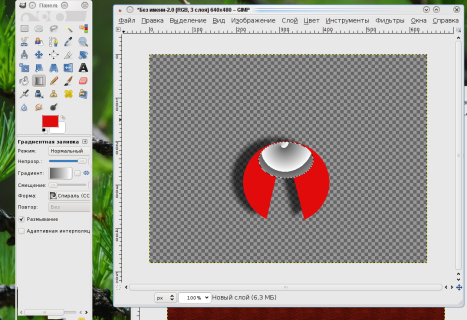 Панель
*Без имени-2.0 (RGB, 3 слоя) 640x480 – GIMP
Файл Правка Выделение Вид Изображение Слой Цвет Инструменты Фильтры Окна Справка
Градиентная заливка
Режим: Нормальный
Непрозр.:
Градиент:
Смещение:
Форма: Спираль (СС
Повтор: Без
Размывание
Адаптивная интерполяц
px 100% Новый слой (6,3 МБ)